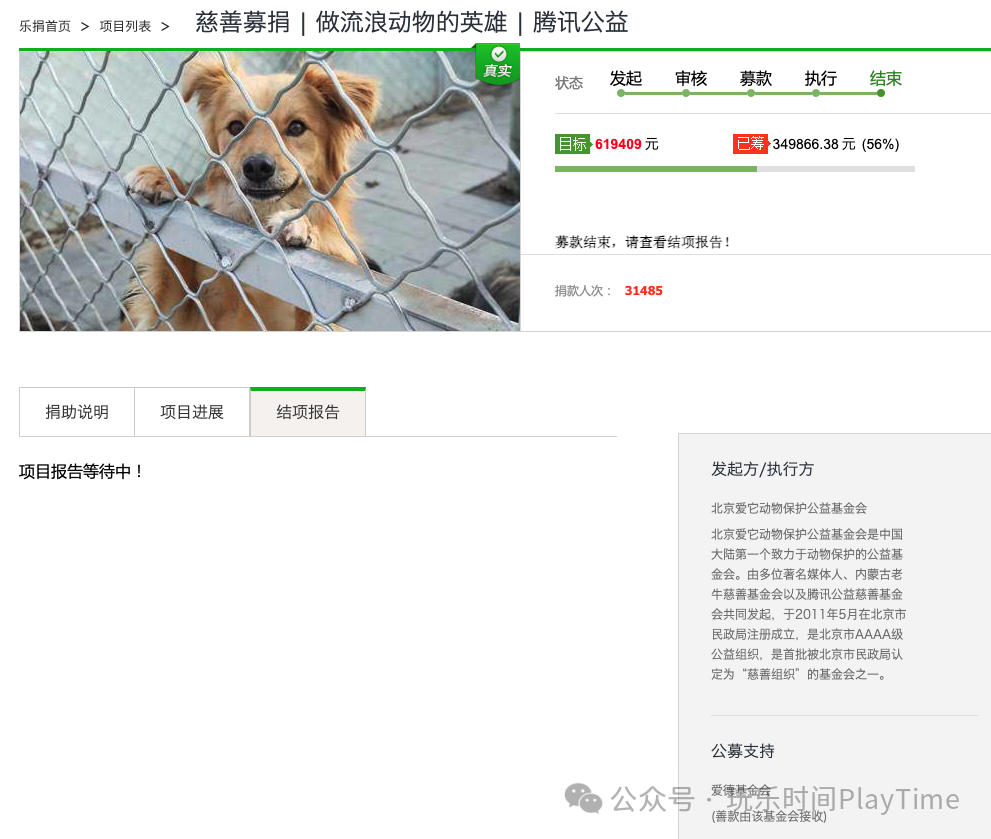 乐捐首页 > 项目列表 > 慈善募捐 | 做流浪动物的英雄 | 腾讯公益
真实
状态 发起 审核 募款 执行 结束
目标 619409 元 已筹 349866.38 元 (56%)
募款结束，请查看结项报告！
捐款人次： 31485
捐助说明 项目进展 结项报告
项目报告等待中！
发起方/执行方
北京爱它动物保护公益基金会
北京爱它动物保护公益基金会是中国
大陆第一个致力于动物保护的公益基
金会。由多位著名媒体人、内蒙古老
牛慈善基金会以及腾讯公益慈善基金
会共同发起，于2011年5月在北京市
民政局注册成立，是北京市AAAA级
公益组织，是首批被北京市民政局认
定为“慈善组织”的基金会之一。
公募支持
爱德基金会
公众号 · 玩乐时间PlayTime
(善款由该基金会接收)